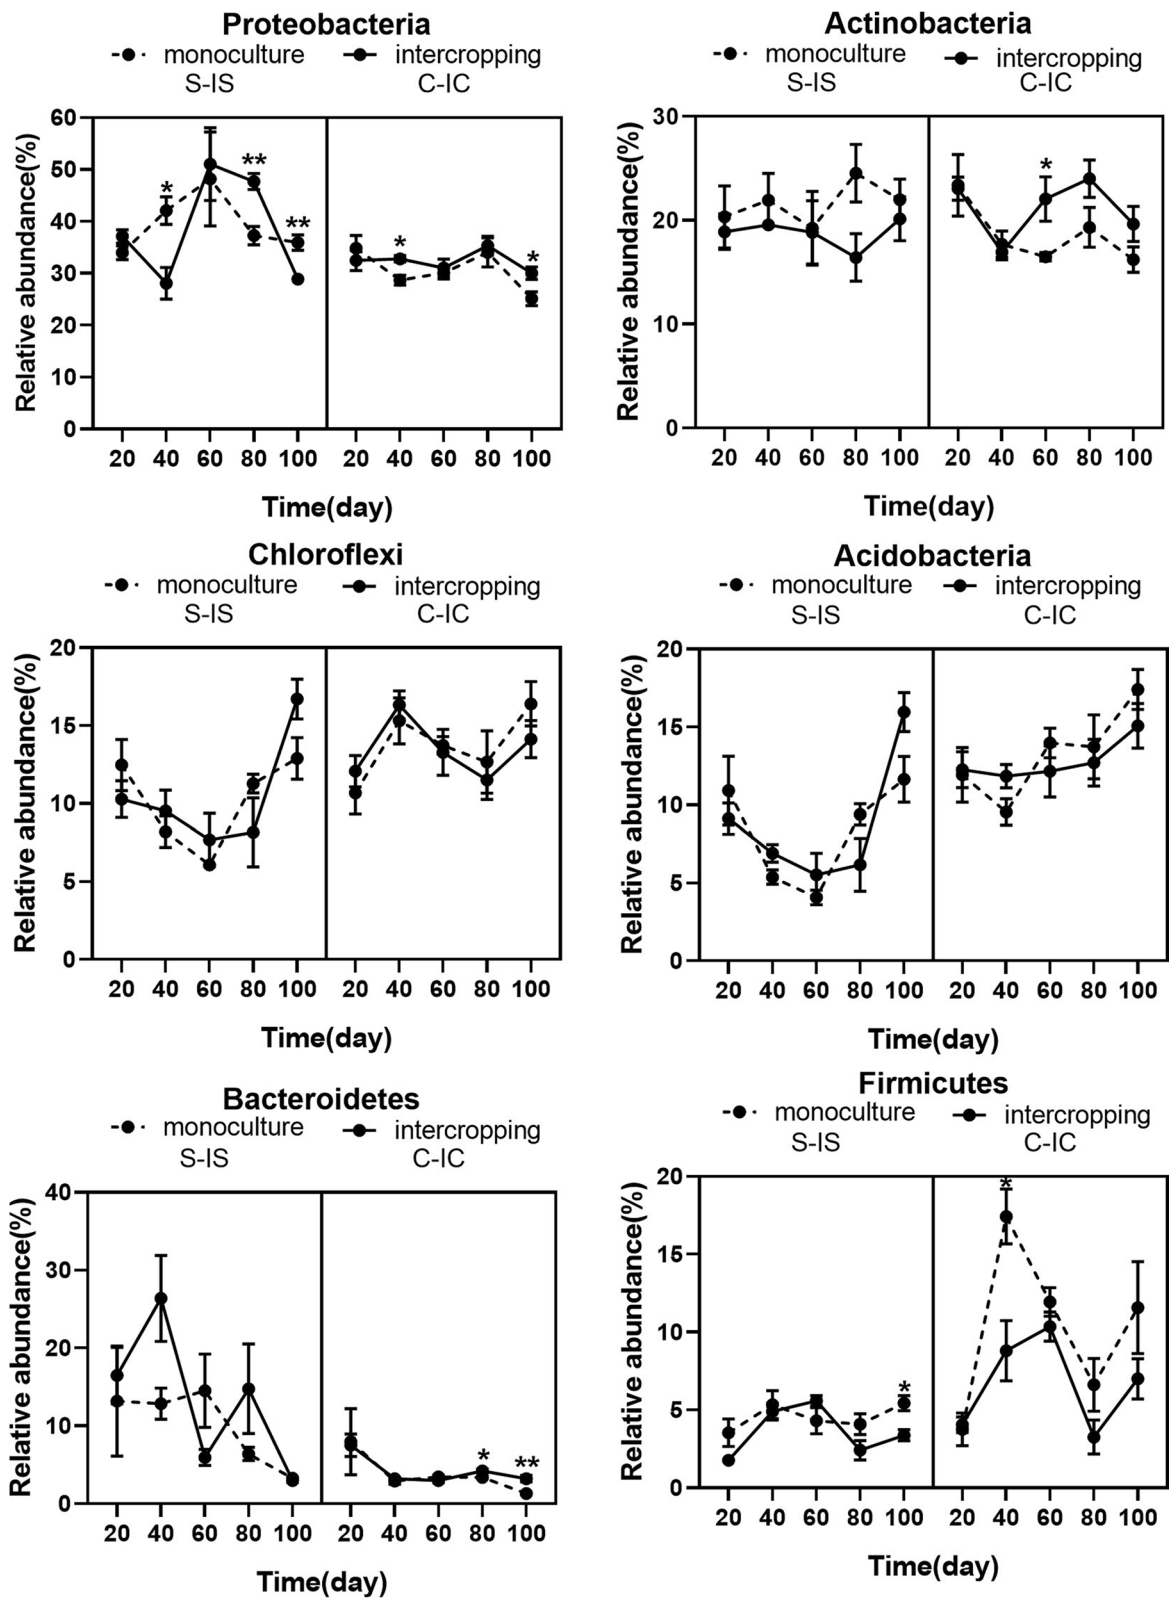 Proteobacteria
monoculture intercropping
S-IS C-IC
Relative abundance(%)
60
**
50
*
40
**
*
*
30
20
10
0
20 40 60 80 100 20 40 60 80 100
Time(day)
Actinobacteria
monoculture intercropping
S-IS C-IC
Relative abundance(%)
30
*
20
10
0
20 40 60 80 100 20 40 60 80 100
Time(day)
Chloroflexi
monoculture intercropping
S-IS C-IC
Relative abundance(%)
20
15
10
5
0
20 40 60 80 100 20 40 60 80 100
Time(day)
Acidobacteria
monoculture intercropping
S-IS C-IC
Relative abundance(%)
20
15
10
5
0
20 40 60 80 100 20 40 60 80 100
Time(day)
Bacteroidetes
monoculture intercropping
S-IS C-IC
Relative abundance(%)
40
30
20
10
* **
0
20 40 60 80 100 20 40 60 80 100
Time(day)
Firmicutes
monoculture intercropping
S-IS C-IC
Relative abundance(%)
20
*
15
10
*
5
0
20 40 60 80 100 20 40 60 80 100
Time(day)